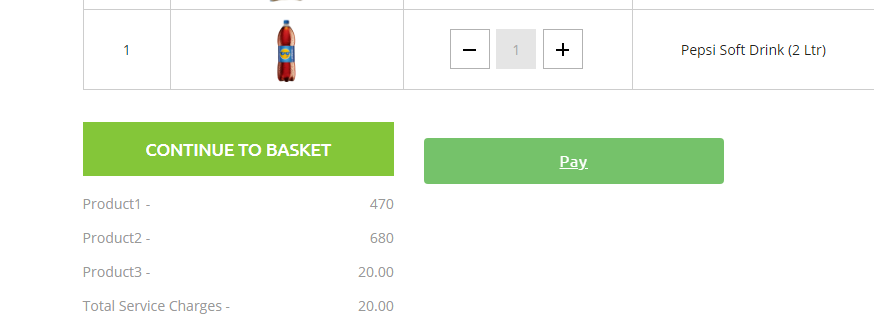 1
1
Pepsi Soft Drink (2 Ltr)
CONTINUE TO BASKET
Pay
Product1 - 470
Product2 - 680
Product3 - 20.00
Total Service Charges - 20.00